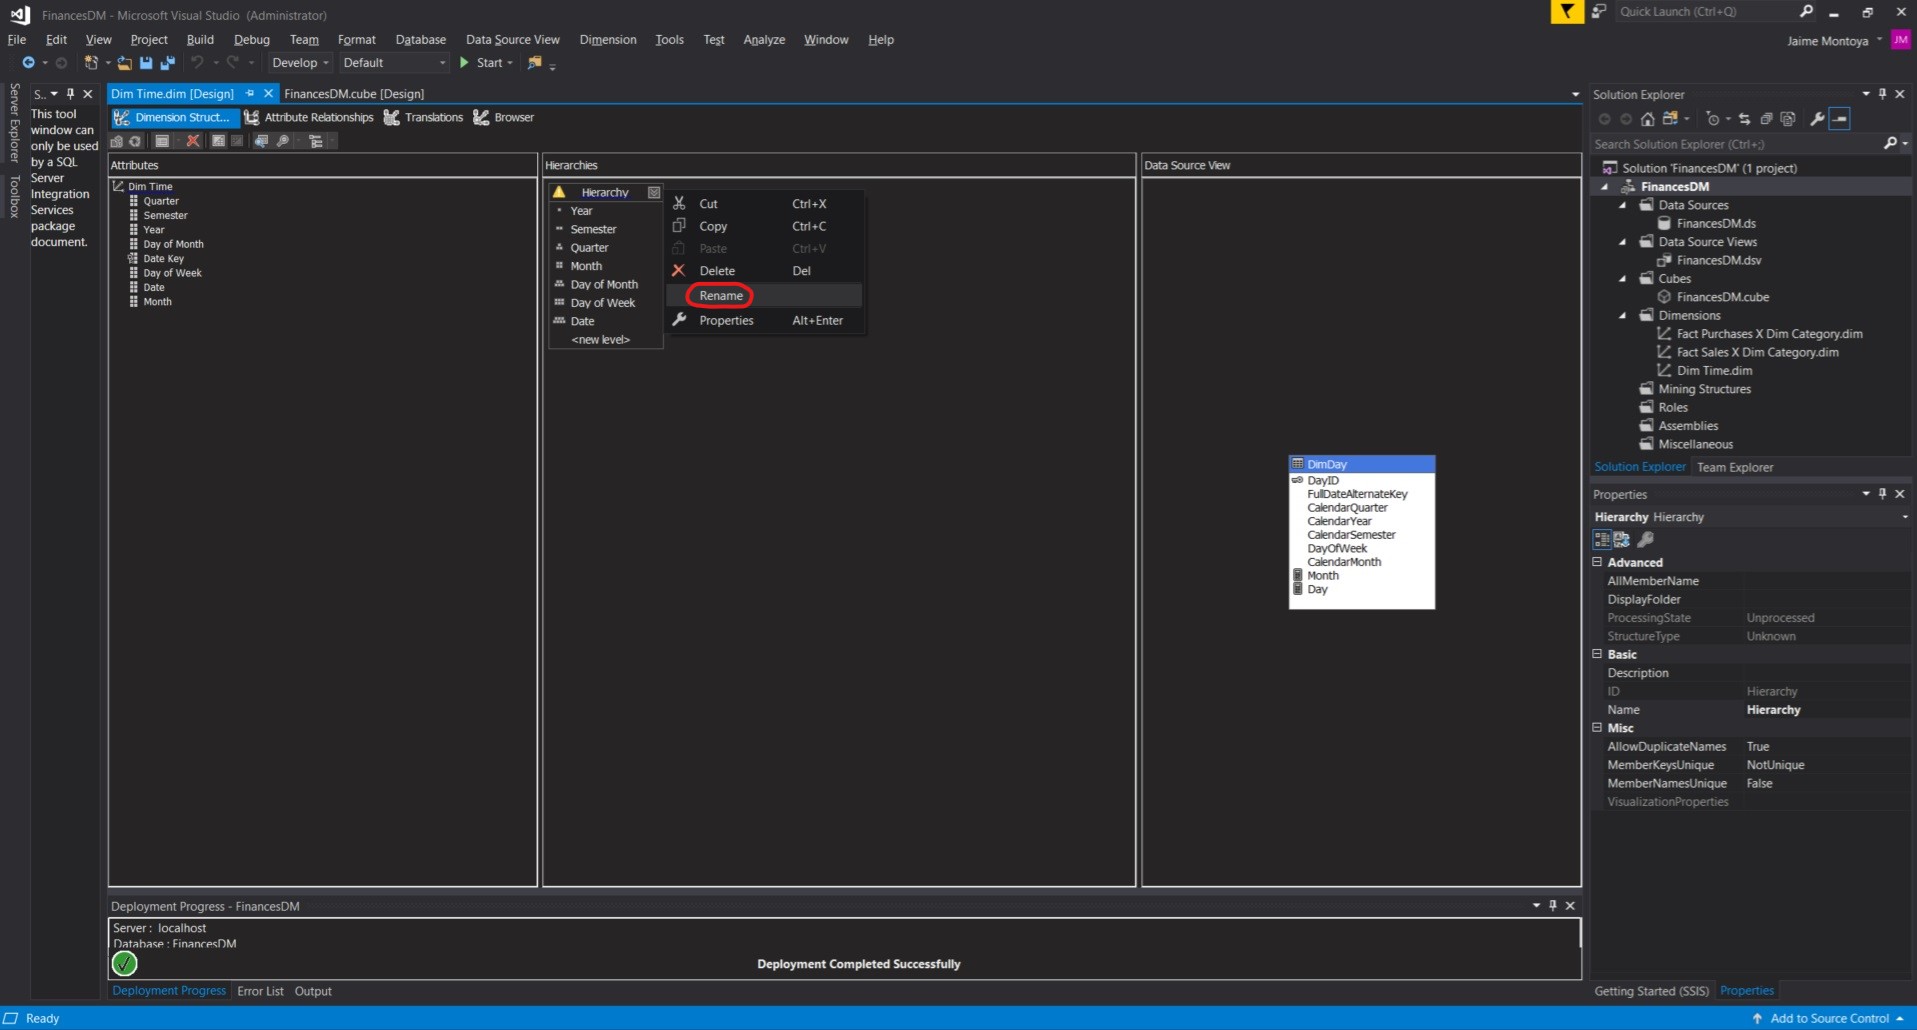 FinancesDM - Microsoft Visual Studio (Administrator)
Quick Launch (Ctrl+Q)
File Edit View Project Build Debug Team Format Database Data Source View Dimension Tools Test Analyze Window Help
Jaime Montoya JM
Develop Default Start
Server Explorer
Toolbox
S..
This tool
window can
only be used
by a SQL
Server
Integration
Services
package
document.
Dim Time.dim [Design] FinancesDM.cube [Design]
Dimension Struct... Attribute Relationships Translations Browser
Attributes
Dim Time
Quarter
Semester
Year
Day of Month
Date Key
Day of Week
Date
Month
Hierarchies
Hierarchy
Year
Semester
Quarter
Month
Day of Month
Day of Week
Date
<new level>
Cut Ctrl+X
Copy Ctrl+C
Paste Ctrl+V
Delete Del
Rename
Properties Alt+Enter
Data Source View
DimDay
DayID
FullDateAlternateKey
CalendarQuarter
CalendarYear
CalendarSemester
DayOfWeek
CalendarMonth
Month
Day
Deployment Progress - FinancesDM
Server : localhost
Database : FinancesDM
Deployment Completed Successfully
Deployment Progress Error List Output
Solution Explorer
Search Solution Explorer (Ctrl+;)
Solution 'FinancesDM' (1 project)
FinancesDM
Data Sources
FinancesDM.ds
Data Source Views
FinancesDM.dsv
Cubes
FinancesDM.cube
Dimensions
Fact Purchases X Dim Category.dim
Fact Sales X Dim Category.dim
Dim Time.dim
Mining Structures
Roles
Assemblies
Miscellaneous
Solution Explorer Team Explorer
Properties
Hierarchy Hierarchy
Advanced
AllMemberName
DisplayFolder
ProcessingState Unprocessed
StructureType Unknown
Basic
Description
ID Hierarchy
Name Hierarchy
Misc
AllowDuplicateNames True
MemberKeysUnique NotUnique
MemberNamesUnique False
VisualizationProperties
Getting Started (SSIS) Properties
Ready
Add to Source Control